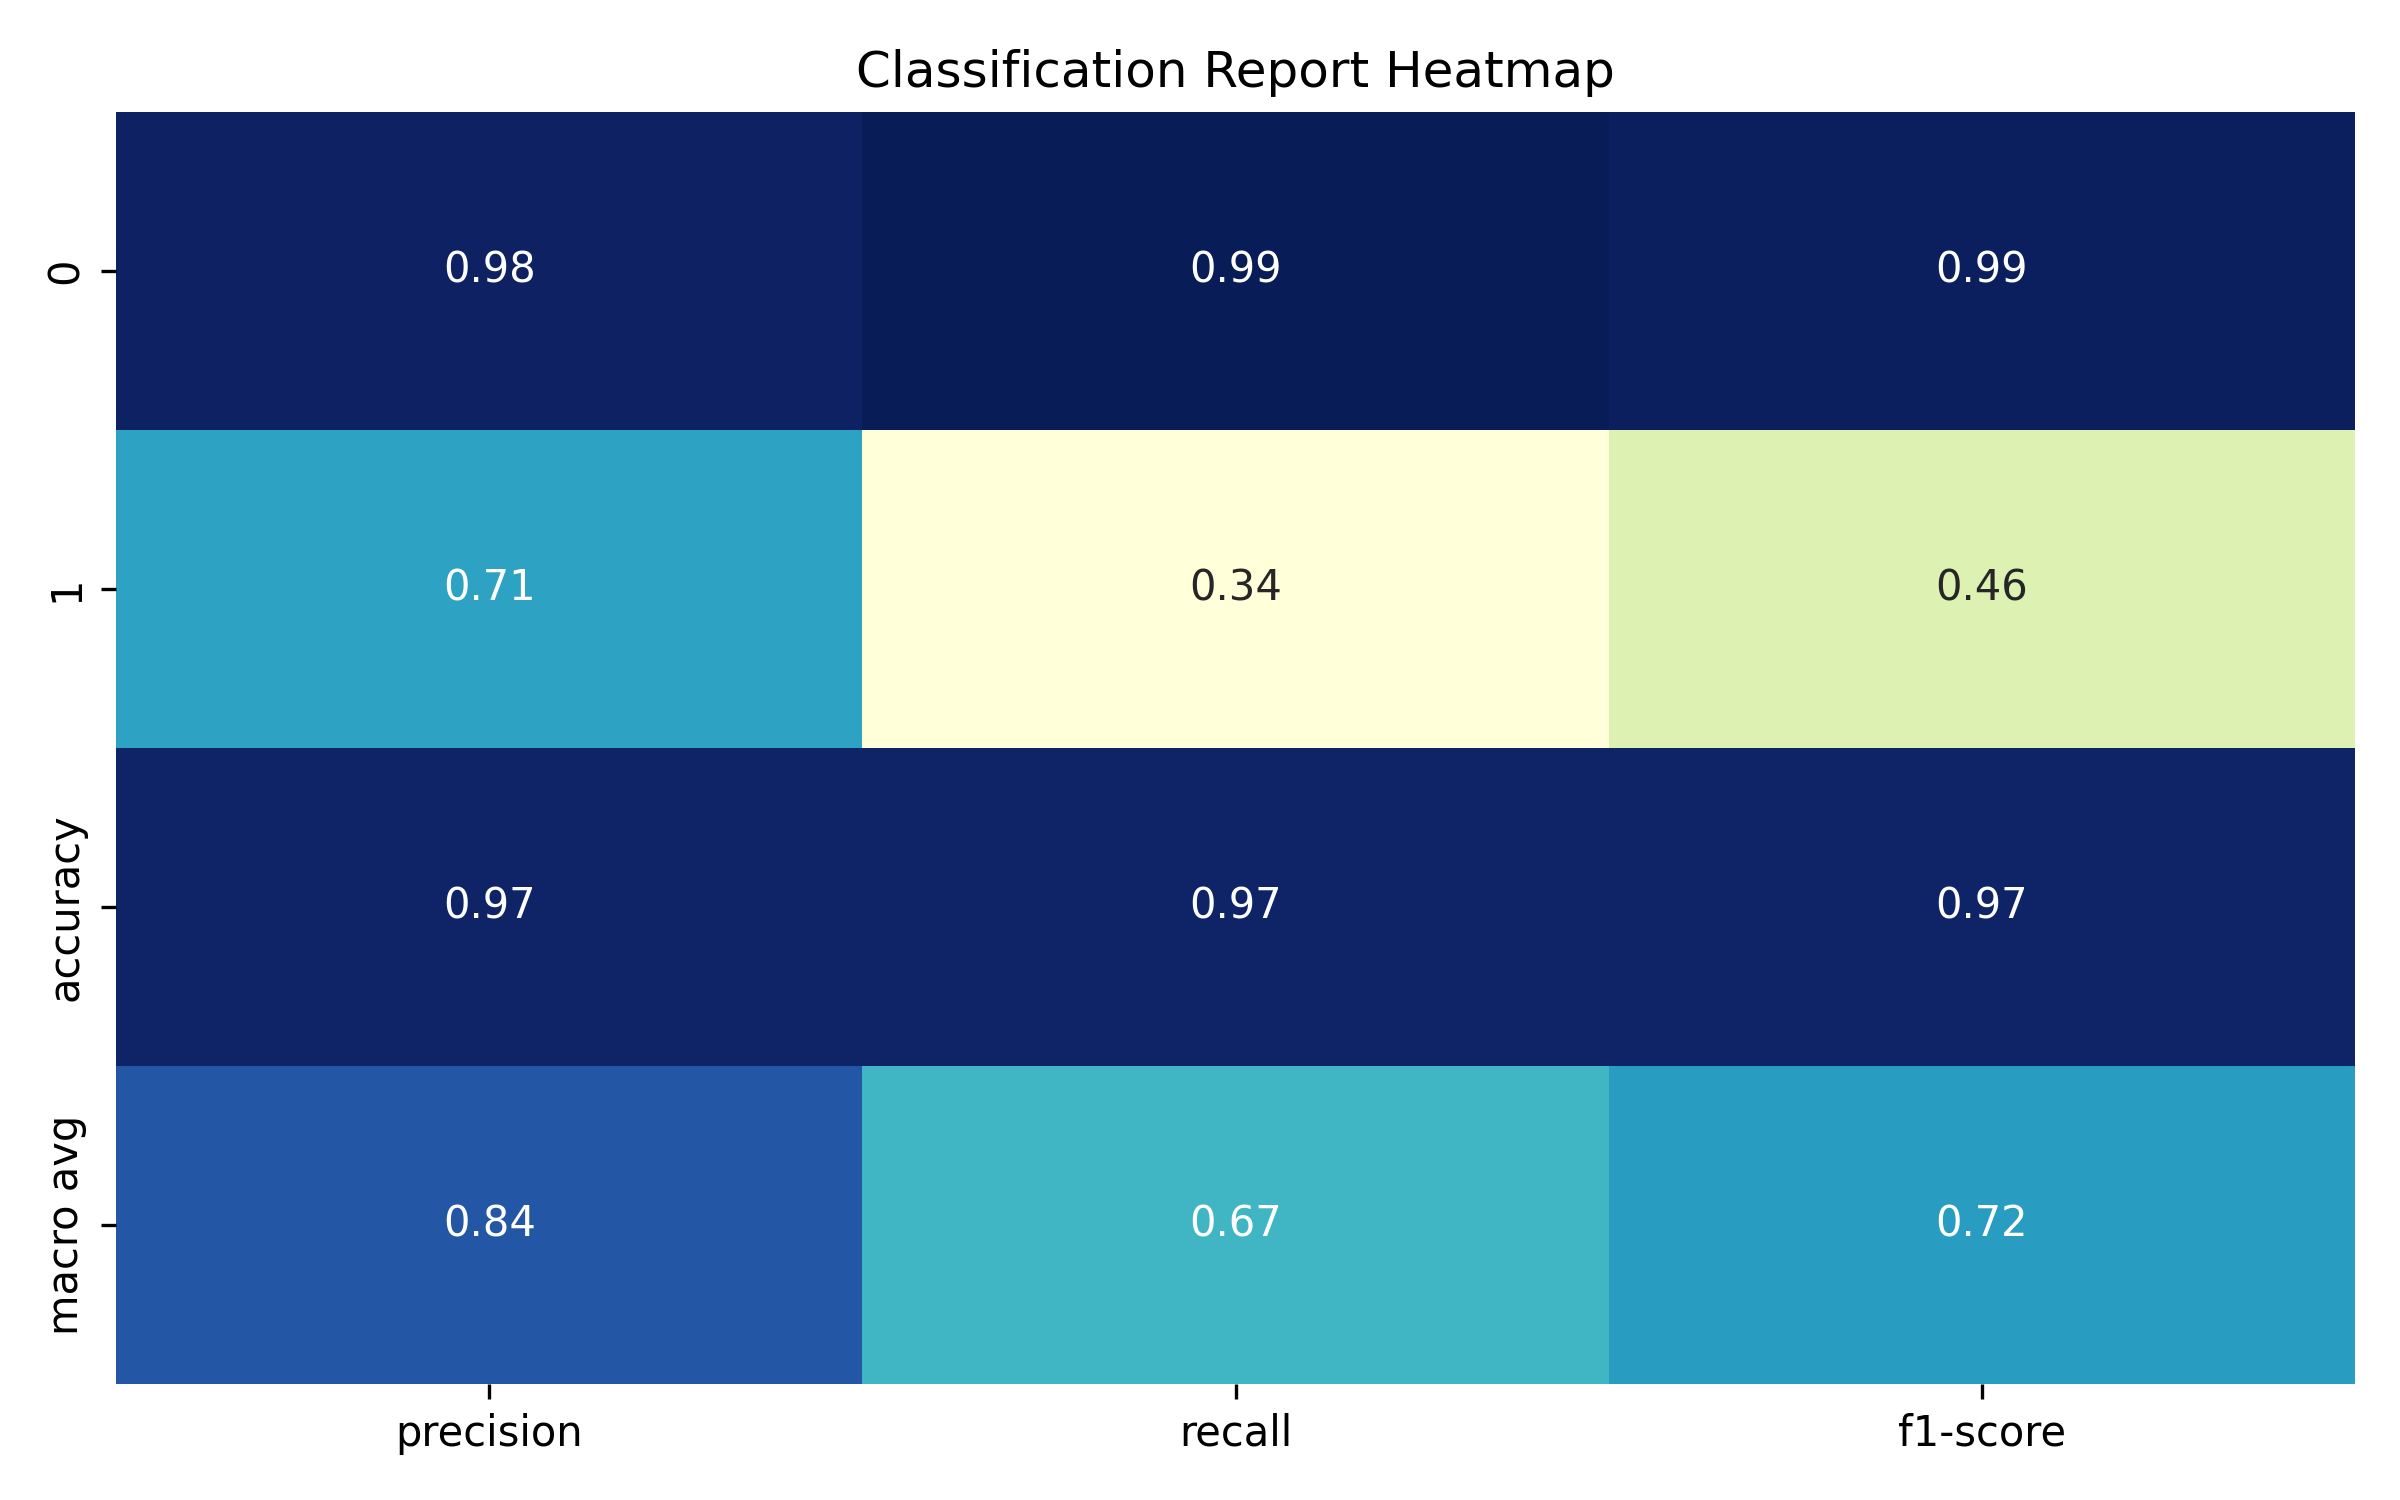 Classification Report Heatmap
0
0.98 0.99 0.99
1
0.71 0.34 0.46
accuracy
0.97 0.97 0.97
macro avg
0.84 0.67 0.72
precision recall f1-score